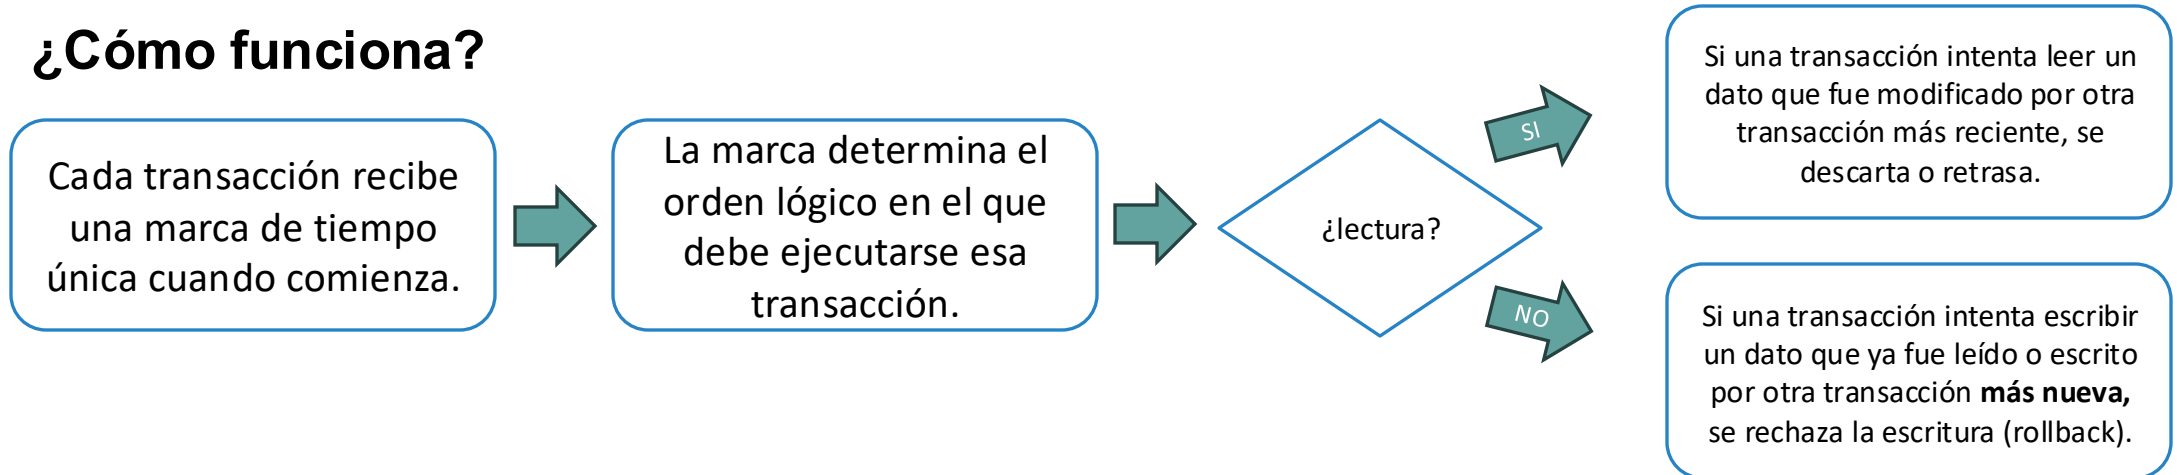 ¿Cómo funciona?
Cada transacción recibe
una marca de tiempo
única cuando comienza.
La marca determina el
orden lógico en el que
debe ejecutarse esa
transacción.
¿lectura?
SI
Si una transacción intenta leer un
dato que fue modificado por otra
transacción más reciente, se
descarta o retrasa.
NO
Si una transacción intenta escribir
un dato que ya fue leído o escrito
por otra transacción más nueva,
se rechaza la escritura (rollback).